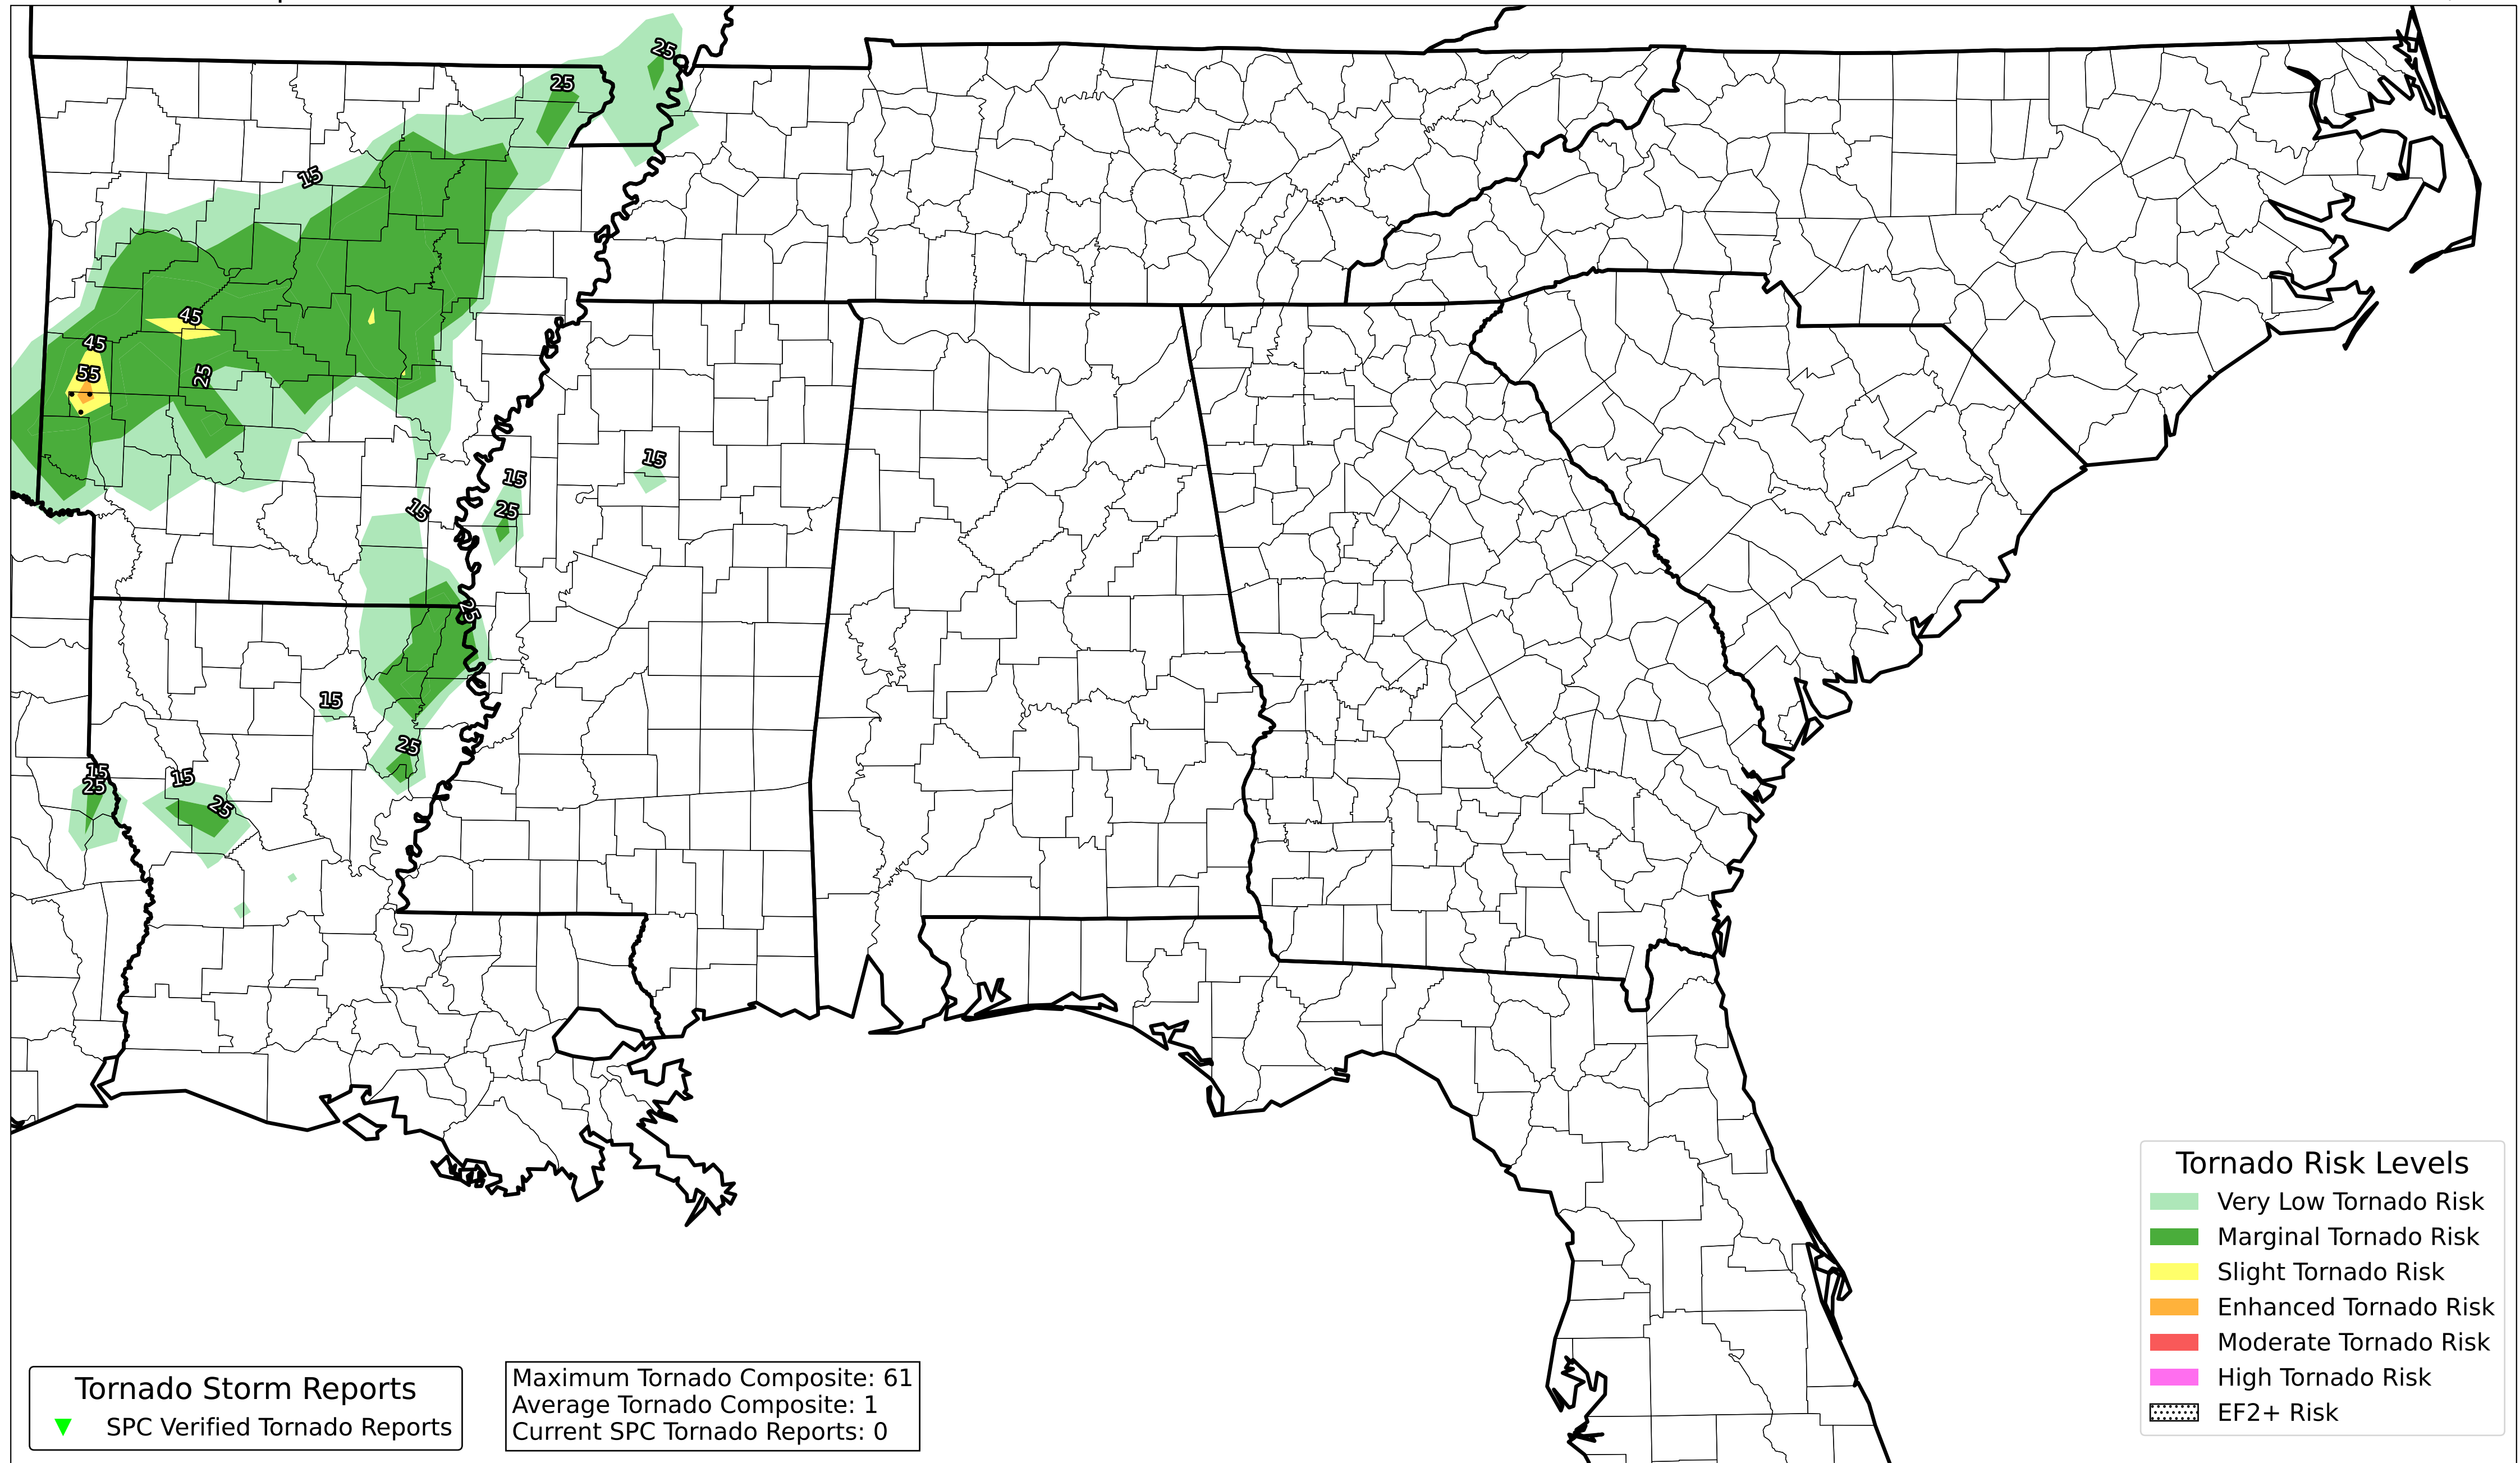 25
25
15
45
45
55
25
15
15
25
15
25
15
25
15
25
15
25
Tornado Risk Levels
Very Low Tornado Risk
Marginal Tornado Risk
Slight Tornado Risk
Enhanced Tornado Risk
Moderate Tornado Risk
High Tornado Risk
EF2+ Risk
Tornado Storm Reports
SPC Verified Tornado Reports
Maximum Tornado Composite: 61
Average Tornado Composite: 1
Current SPC Tornado Reports: 0